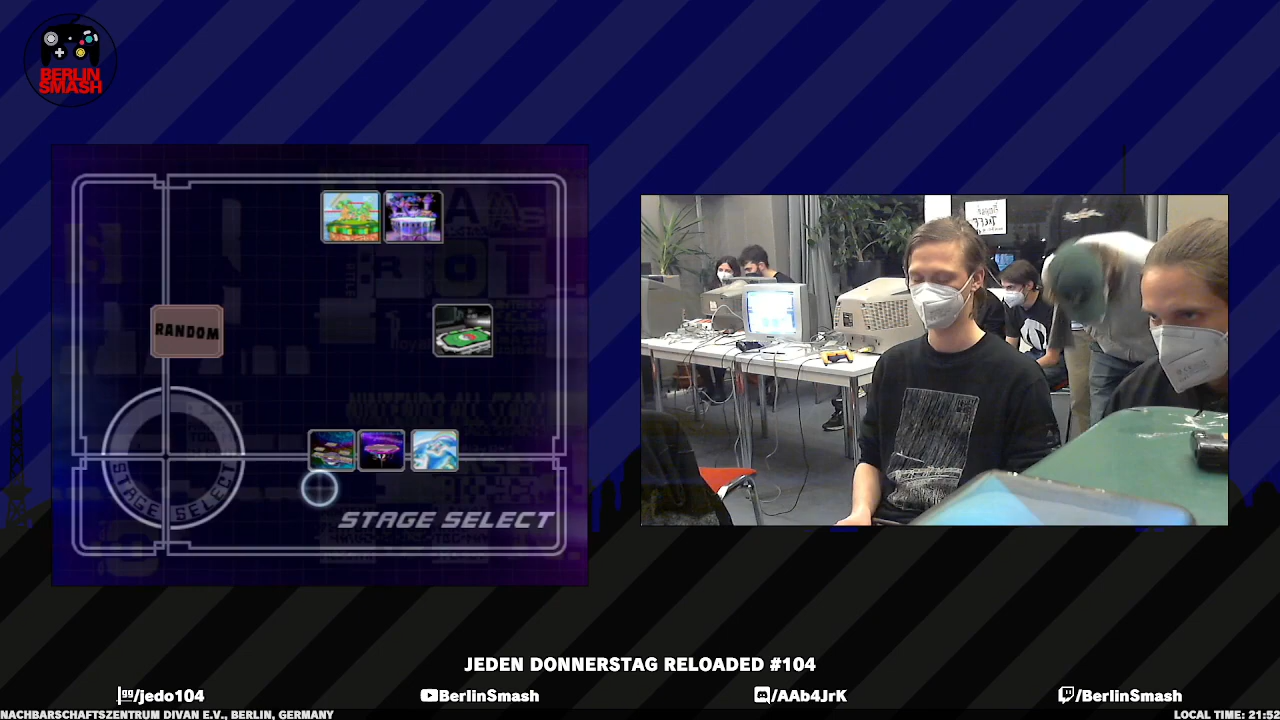 BERLIN
SMASH
RANDOM
STAGE SELECT
STAGE SELECT
JEDEN DONNERSTAG RELOADED #104
gg/jedo104
BerlinSmash
/AAb4JrK
/BerlinSmash
NACHBARSCHAFTSZENTRUM DIVAN E.V., BERLIN, GERMANY
LOCAL TIME: 21:52